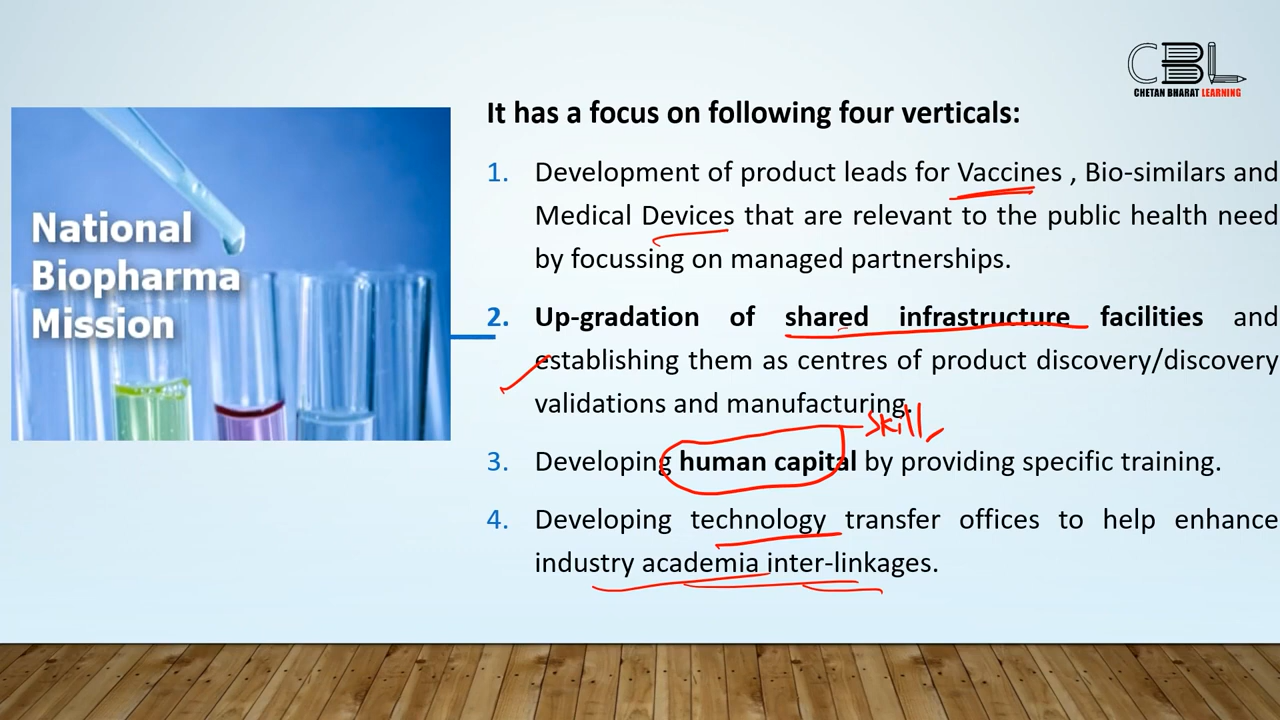 CBL
CHETAN BHARAT LEARNING
National
Biopharma
Mission
It has a focus on following four verticals:
1. Development of product leads for Vaccines , Bio-similars and
Medical Devices that are relevant to the public health need
by focussing on managed partnerships.
2. Up-gradation of shared infrastructure facilities and
establishing them as centres of product discovery/discovery
validations and manufacturing.
skill
3. Developing human capital by providing specific training.
4. Developing technology transfer offices to help enhance
industry academia inter-linkages.